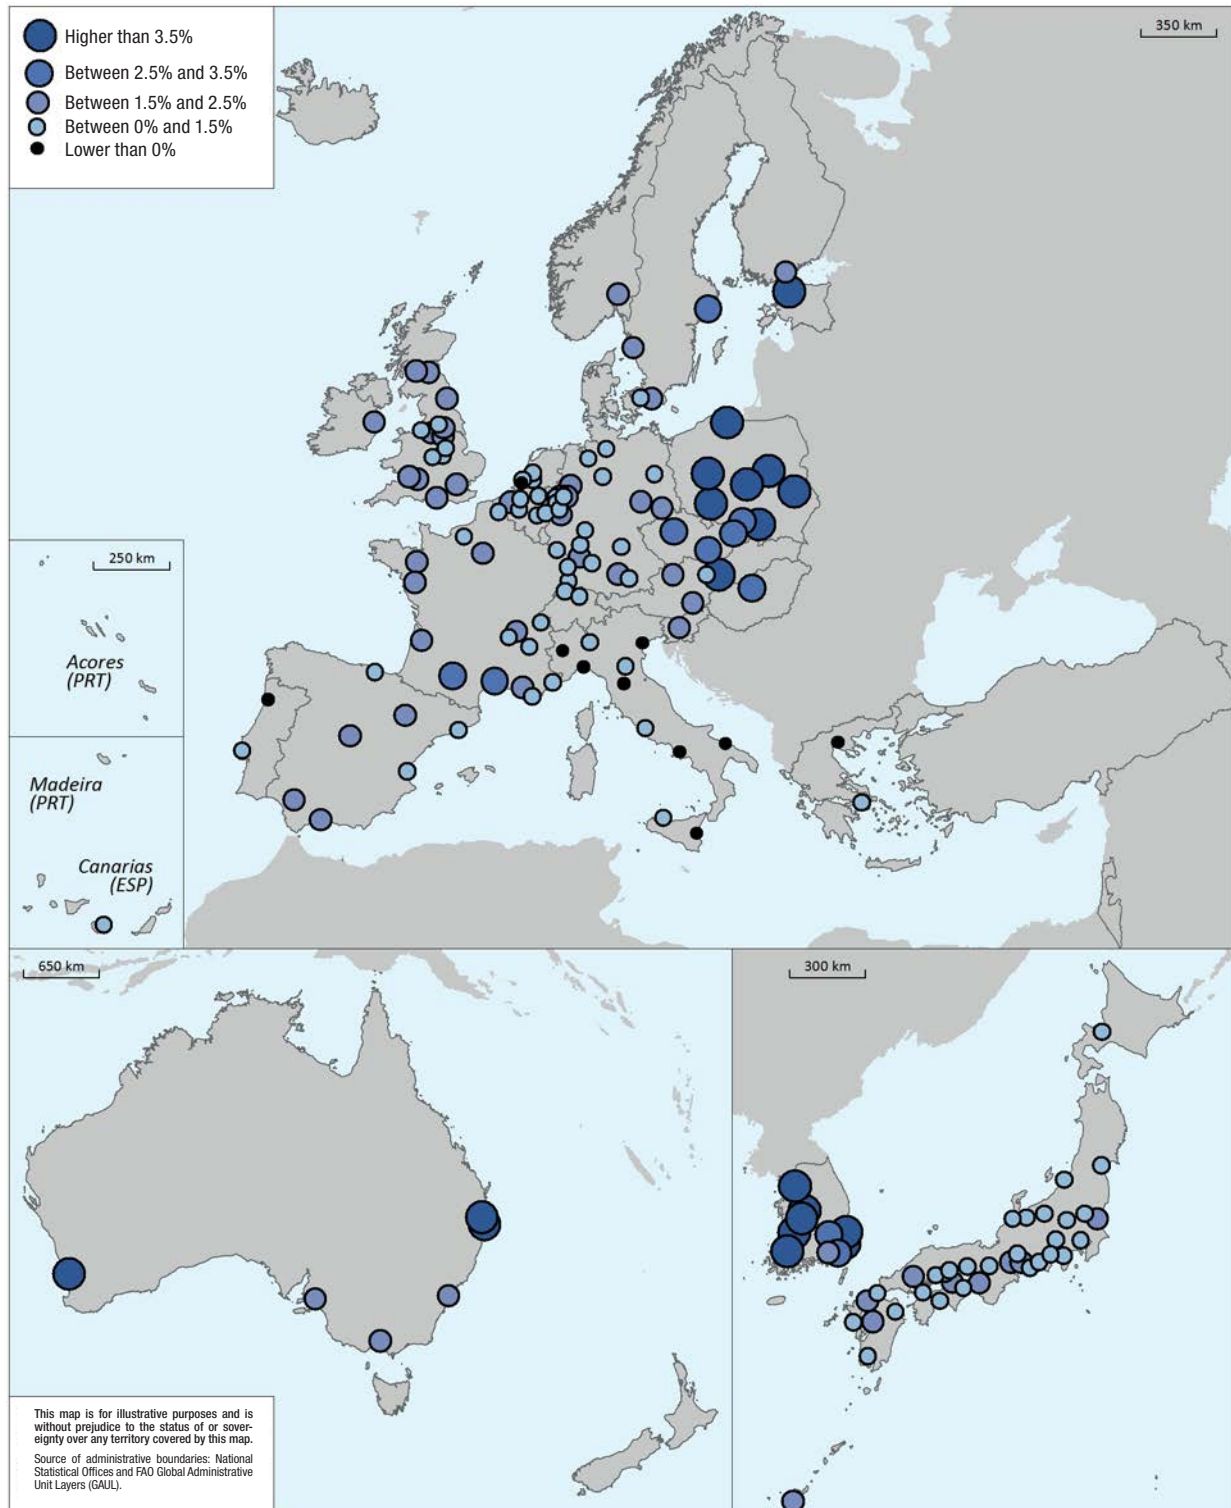 Higher than 3.5%
Between 2.5% and 3.5%
Between 1.5% and 2.5%
Between 0% and 1.5%
Lower than 0%
350 km
250 km
Acores
(PRT)
Madeira
(PRT)
Canarias
(ESP)
650 km
300 km
This map is for illustrative purposes and is
without prejudice to the status of or sover-
eignty over any territory covered by this map.
Source of administrative boundaries: National
Statistical Offices and FAO Global Administrative
Unit Layers (GAUL).